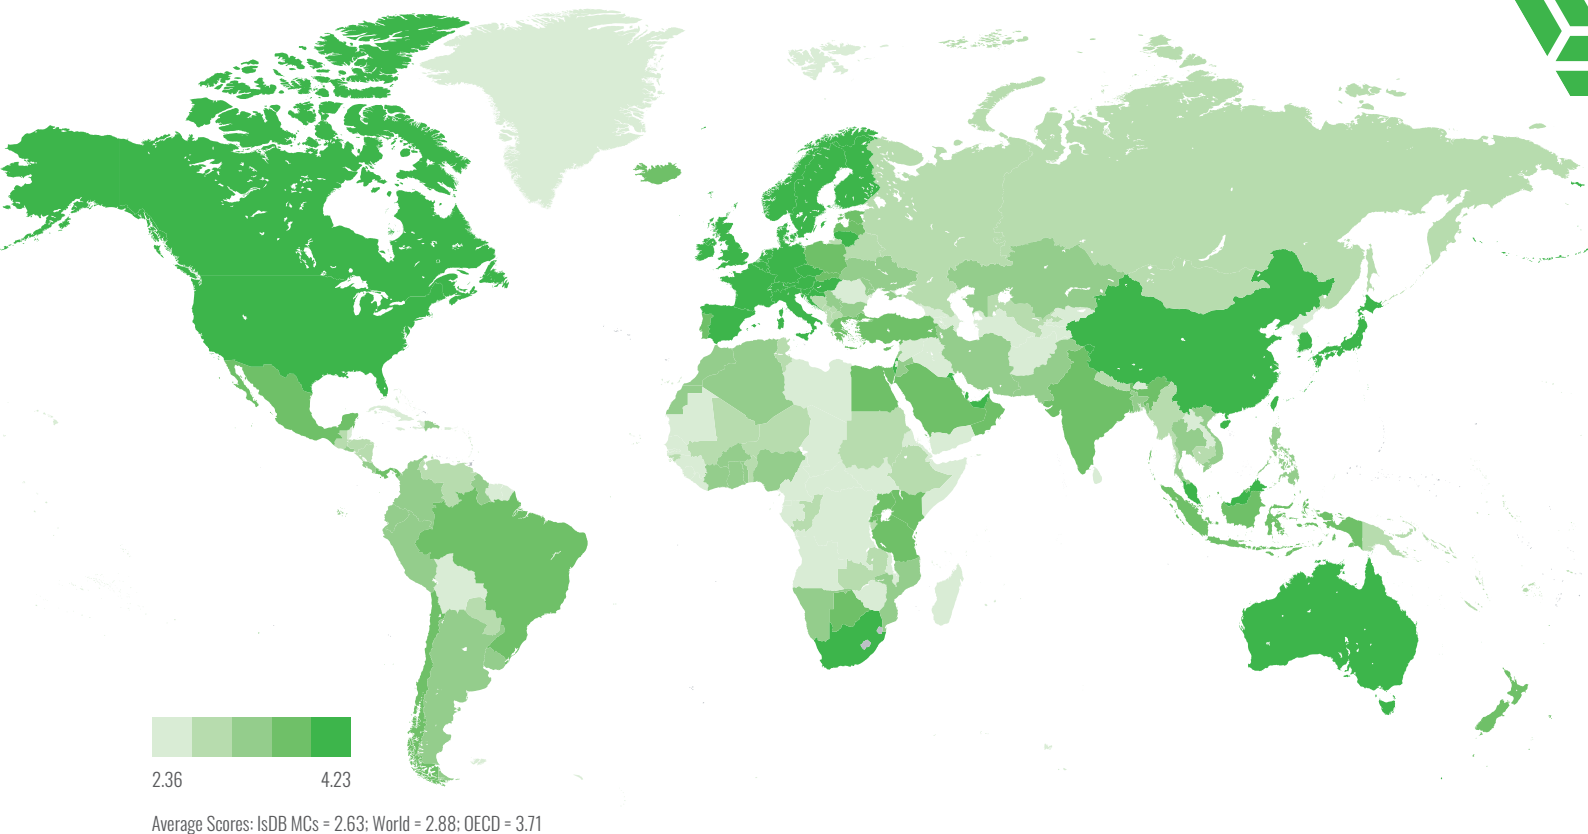 2.36 4.23
Average Scores: IsDB MCs = 2.63; World = 2.88; OECD = 3.71